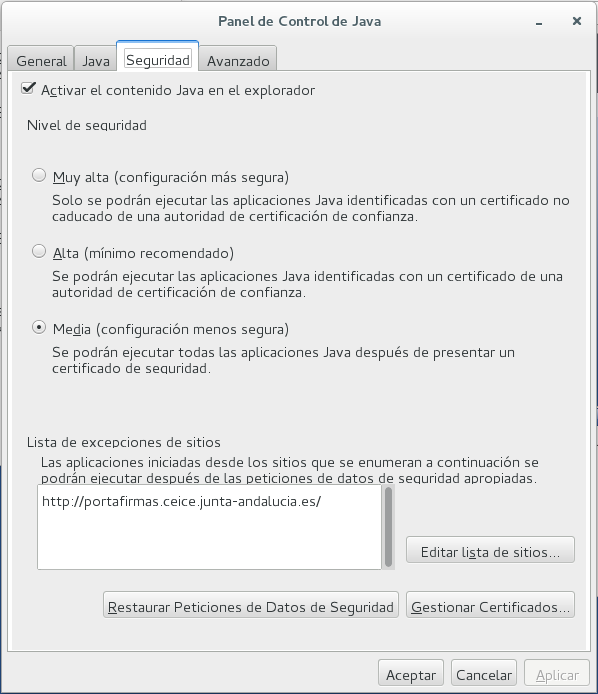 Panel de Control de Java
General
Java
Seguridad
Avanzado
Activar el contenido Java en el explorador
Nivel de seguridad
Muy alta (configuración más segura)
Solo se podrán ejecutar las aplicaciones Java identificadas con un certificado no
caducado de una autoridad de certificación de confianza.
Alta (mínimo recomendado)
Se podrán ejecutar las aplicaciones Java identificadas con un certificado de una
autoridad de certificación de confianza.
Media (configuración menos segura)
Se podrán ejecutar todas las aplicaciones Java después de presentar un
certificado de seguridad.
Lista de excepciones de sitios
Las aplicaciones iniciadas desde los sitios que se enumeran a continuación se
podrán ejecutar después de las peticiones de datos de seguridad apropiadas.
http://portafirmas.ceice.junta-andalucia.es/
Editar lista de sitios...
Restaurar Peticiones de Datos de Seguridad
Gestionar Certificados...
Aceptar
Cancelar
Aplicar